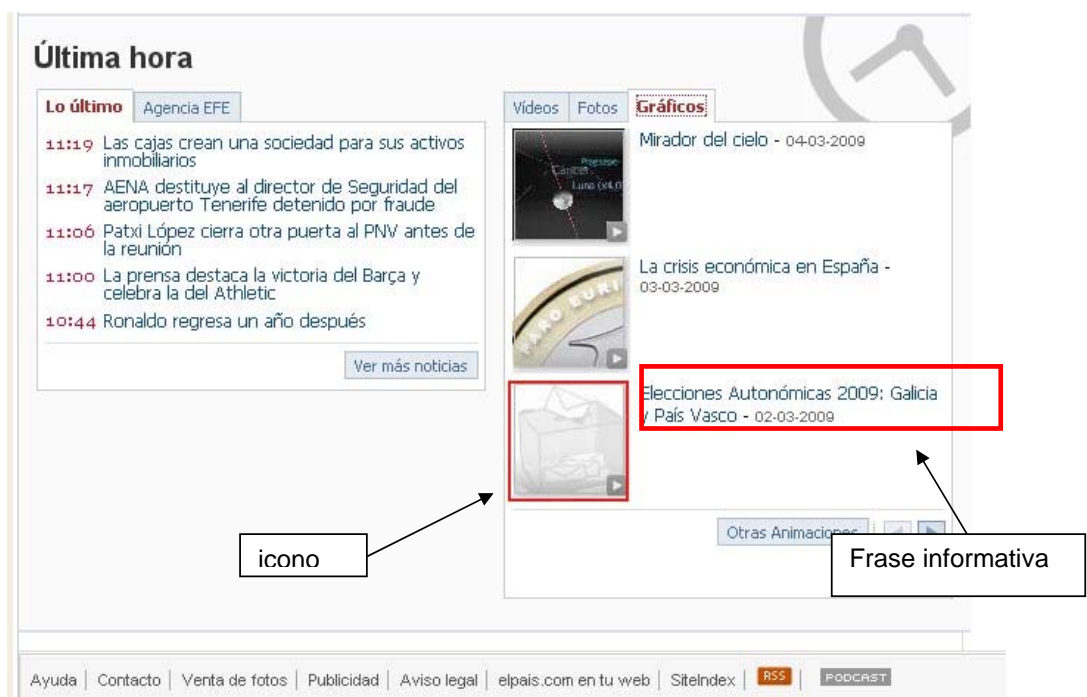 Última hora
Lo último
Agencia EFE
11:19 Las cajas crean una sociedad para sus activos
inmobiliarios
11:17 AENA destituye al director de Seguridad del
aeropuerto Tenerife detenido por fraude
11:06 Patxi López cierra otra puerta al PNV antes de
la reunión
11:00 La prensa destaca la victoria del Barça y
celebra la del Athletic
10:44 Ronaldo regresa un año después
Ver más noticias
Vídeos
Fotos
Gráficos
Praesepe
Cáncer
Luna (x4,0)
Mirador del cielo - 04-03-2009
La crisis económica en España -
03-03-2009
Elecciones Autonómicas 2009: Galicia
y País Vasco - 02-03-2009
Otras Animaciones
icono
Frase informativa
Ayuda | Contacto | Venta de fotos | Publicidad | Aviso legal | elpais.com en tu web | SiteIndex | RSS | PODCAST